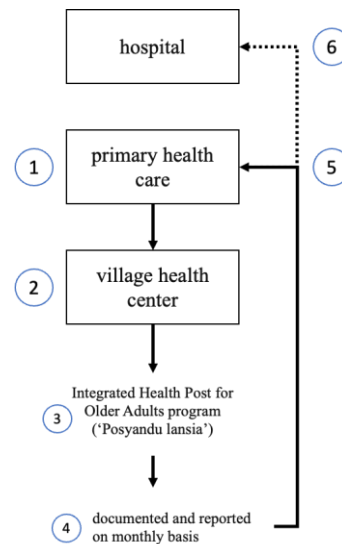 hospital
6
1
primary health
care
5
2
village health
center
Integrated Health Post for
Older Adults program
3
(‘Posyandu lansia’)
4
documented and reported
on monthly basis